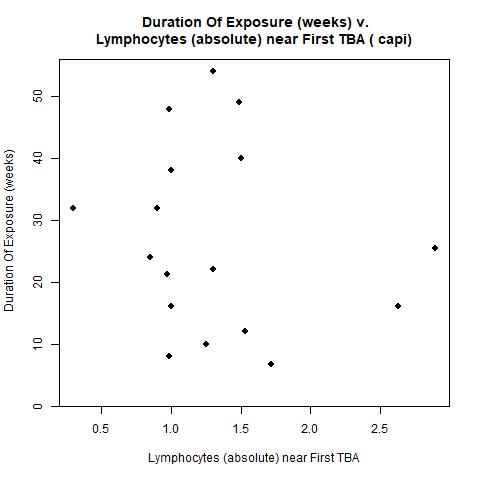 Duration Of Exposure (weeks) v.
Lymphocytes (absolute) near First TBA ( capi)
Duration Of Exposure (weeks)
50
40
30
20
10
0
0.5 1.0 1.5 2.0 2.5
Lymphocytes (absolute) near First TBA